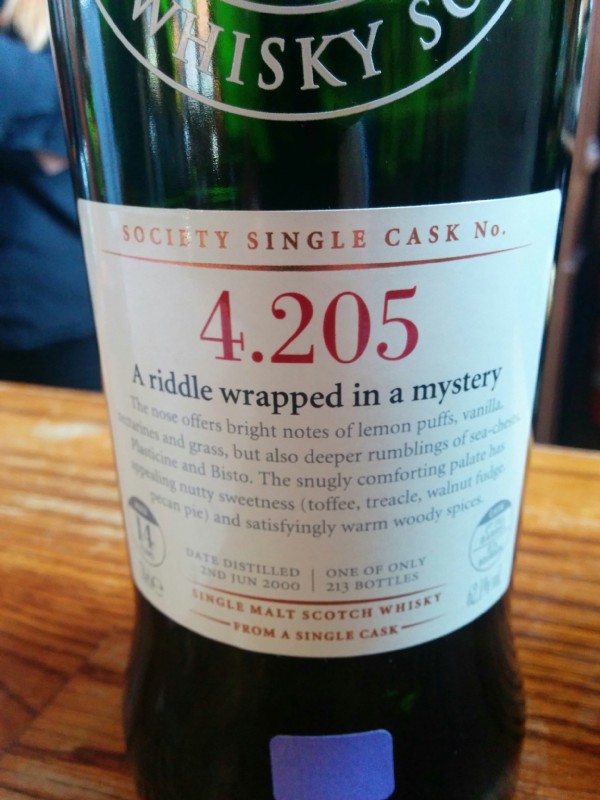 WHISKY SO
SOCIETY SINGLE CASK No.
4.205
A riddle wrapped in a mystery
The nose offers bright notes of lemon puffs, vanilla,
nectarines and grass, but also deeper rumblings of sea-chests,
Plasticine and Bisto. The snugly comforting palate has
appealing nutty sweetness (toffee, treacle, walnut fudge,
pecan pie) and satisfyingly warm woody spices.
14
DATE DISTILLED
2ND JUN 2000
ONE OF ONLY
213 BOTTLES
SINGLE MALT SCOTCH WHISKY
FROM A SINGLE CASK